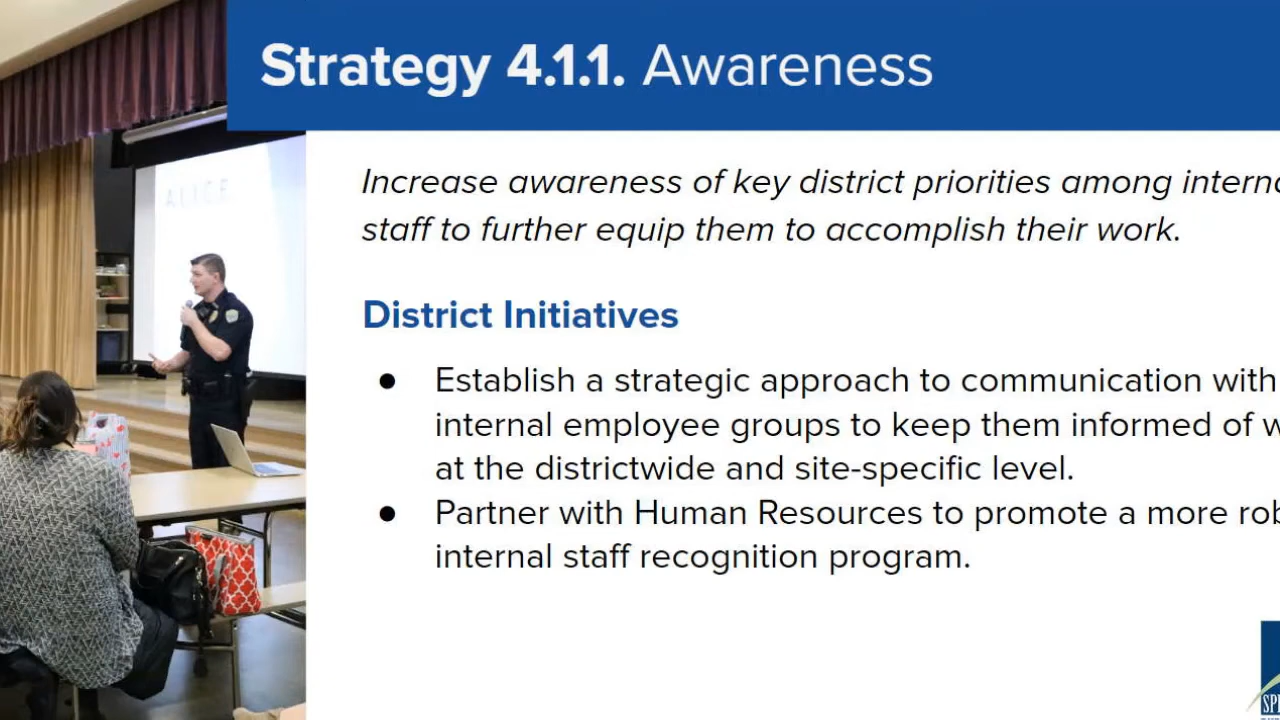 Strategy 4.1.1. Awareness
Increase awareness of key district priorities among
staff to further equip them to accomplish their work.
District Initiatives
● Establish a strategic approach to communication with
internal employee groups to keep them informed of
at the districtwide and site-specific level.
● Partner with Human Resources to promote a more
internal staff recognition program.
ALICE